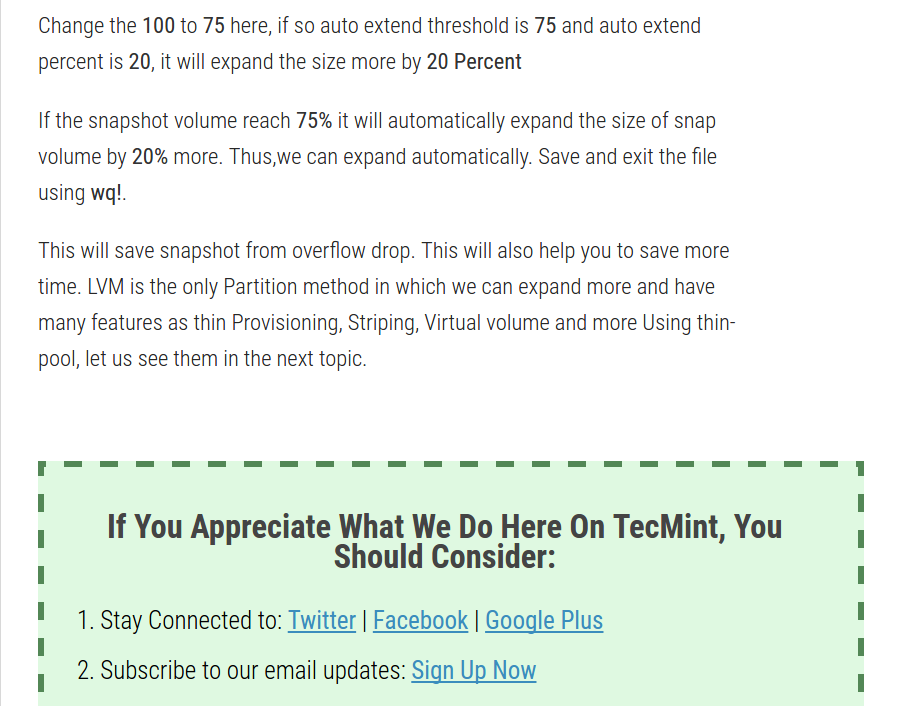 Change the 100 to 75 here, if so auto extend threshold is 75 and auto extend
percent is 20, it will expand the size more by 20 Percent
If the snapshot volume reach 75% it will automatically expand the size of snap
volume by 20% more. Thus,we can expand automatically. Save and exit the file
using wq!.
This will save snapshot from overflow drop. This will also help you to save more
time. LVM is the only Partition method in which we can expand more and have
many features as thin Provisioning, Striping, Virtual volume and more Using thin-
pool, let us see them in the next topic.
If You Appreciate What We Do Here On TecMint, You
Should Consider:
1. Stay Connected to: Twitter | Facebook | Google Plus
2. Subscribe to our email updates: Sign Up Now